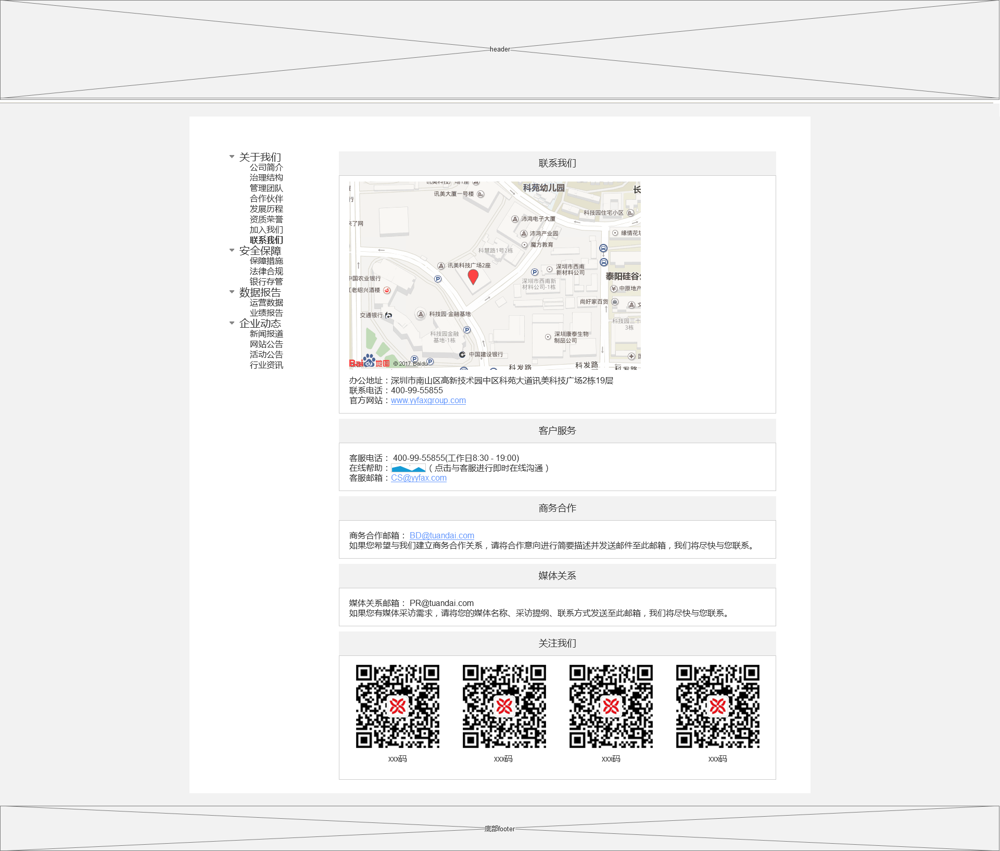 header
关于我们
公司简介
治理结构
管理团队
合作伙伴
发展历程
资质荣誉
加入我们
联系我们
安全保障
保障措施
法律合规
银行存管
数据报告
运营数据
业绩报告
企业动态
新闻报道
网站公告
活动公告
行业资讯
联系我们
科苑幼儿园
长
讯美大厦一号楼
科技园住宅小区
来了网
沛鸿电子大厦
沛鸿产业园
缘情花
魔方教育
科慧路1号2栋
讯美科技广场2座
深圳市西甫
新材料公司
泰阳硅谷
中国农业银行
深圳市西甫新
材料公司-1栋
江老绍兴酒楼
中原地产
尚好家百货
交通银行
科技园·金融基地
科技园三十
3栋
科技园金融
基地-1栋
深圳康泰生物
制品公司
中国建设银行
Bai du 地图 © 2017 Baidu
科发路
科发路
科发路
办公地址：深圳市南山区高新技术园中区科苑大道讯美科技广场2栋19层
联系电话：400-99-55855
官方网站：www.yyfaxgroup.com
客户服务
客服电话： 400-99-55855(工作日8:30 - 19:00)
在线帮助：（点击与客服进行即时在线沟通）
客服邮箱：CS@yyfax.com
商务合作
商务合作邮箱： BD@tuandai.com
如果您希望与我们建立商务合作关系，请将合作意向进行简要描述并发送邮件至此邮箱，我们将尽快与您联系。
媒体关系
媒体关系邮箱： PR@tuandai.com
如果您有媒体采访需求，请将您的媒体名称、采访提纲、联系方式发送至此邮箱，我们将尽快与您联系。
关注我们
xxx码
xxx码
xxx码
xxx码
底部footer